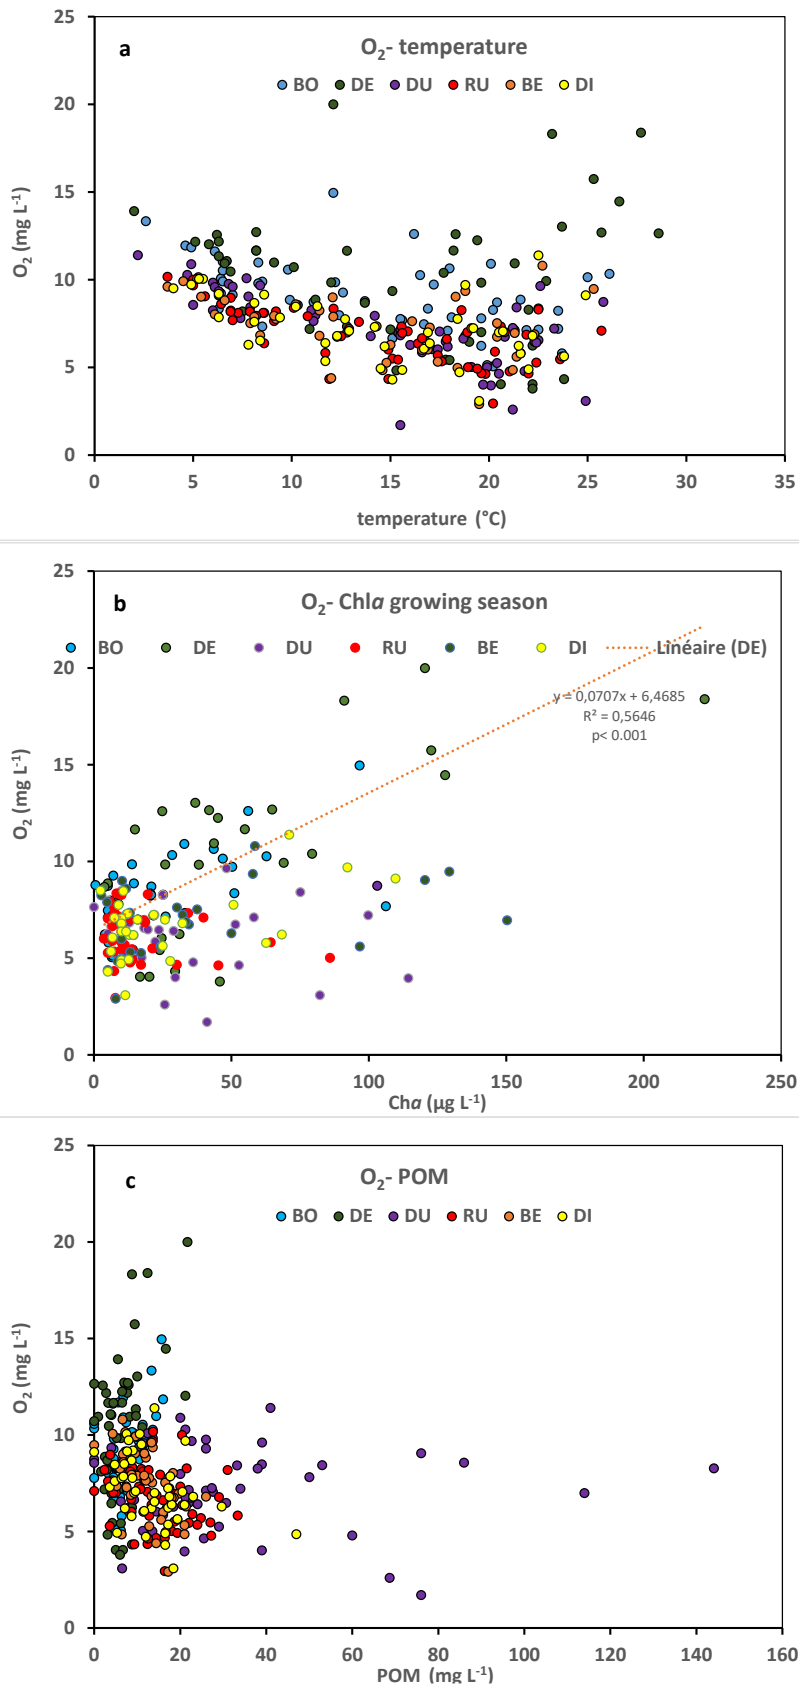 a
O₂- temperature
BO DE DU RU BE DI
25
20
15
10
5
0
O₂ (mg L⁻¹)
0 5 10 15 20 25 30 35
temperature (°C)
b
O₂- Chla growing season
BO DE DU RU BE DI Linéaire (DE)
y = 0,0707x + 6,4685
R² = 0,5646
p< 0.001
25
20
15
10
5
0
O₂ (mg L⁻¹)
0 50 100 150 200 250
Cha (µg L⁻¹)
c
O₂- POM
BO DE DU RU BE DI
25
20
15
10
5
0
O₂ (mg L⁻¹)
0 20 40 60 80 100 120 140 160
POM (mg L⁻¹)